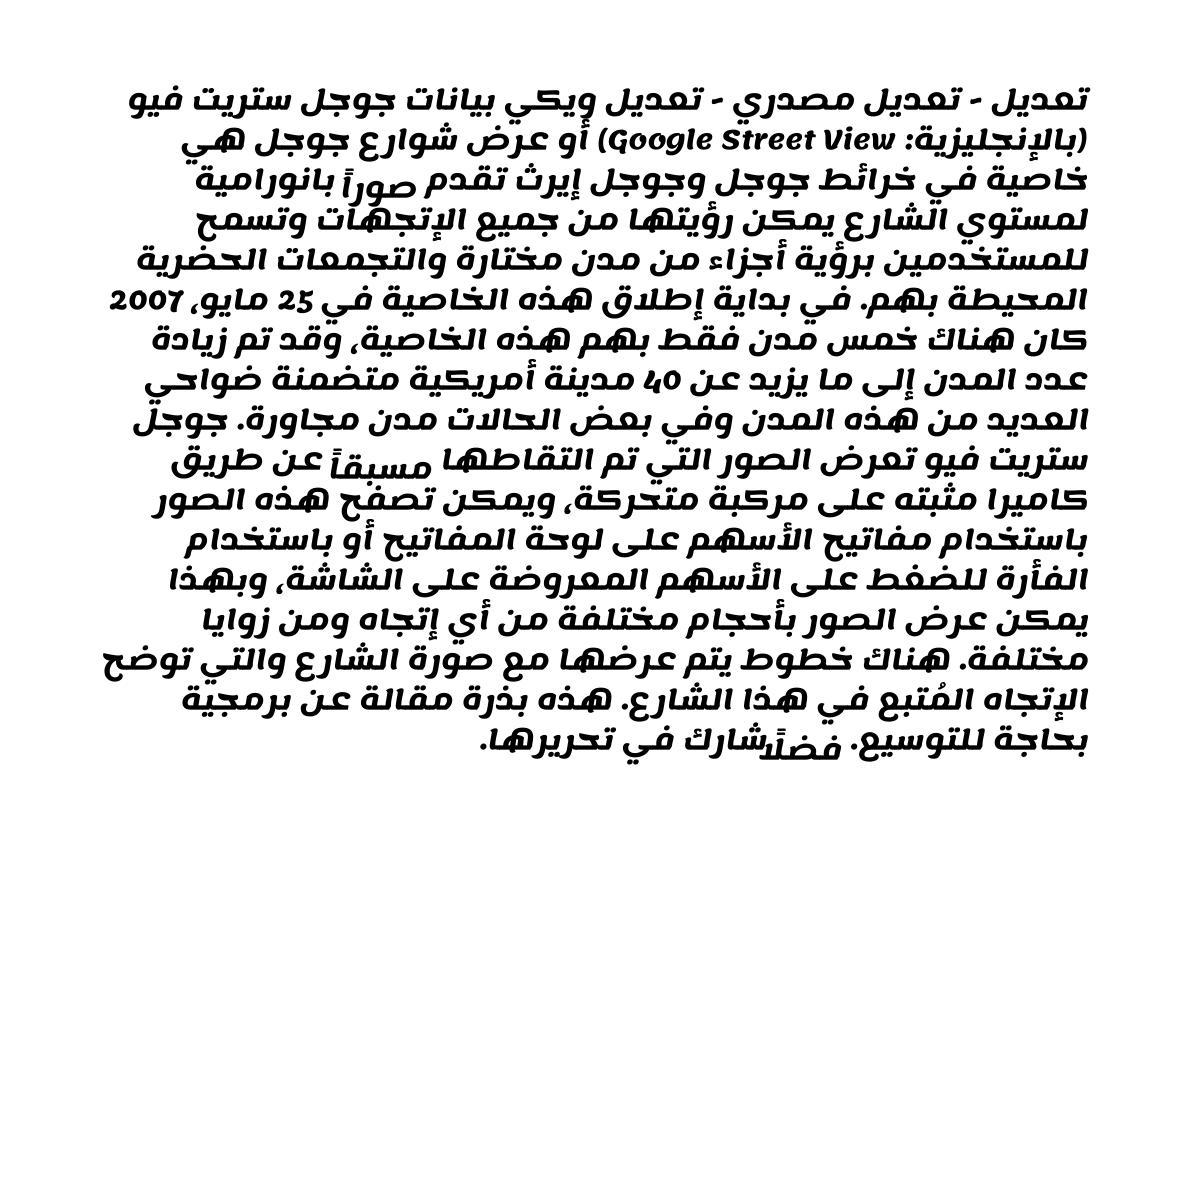 تعديل - تعديل مصدري - تعديل ويكي بيانات جوجل ستريت فيو
(بالإنجليزية: Google Street View) أو عرض شوارع جوجل هي
خاصية في خرائط جوجل وجوجل إيرث تقدم صوراً بانورامية
لمستوي الشارع يمكن رؤيتها من جميع الإتجهات وتسمح
للمستخدمين برؤية أجزاء من مدن مختارة والتجمعات الحضرية
المحيطة بهم. في بداية إطلاق هذه الخاصية في 25 مايو، 2007
كان هناك خمس مدن فقط بهم هذه الخاصية، وقد تم زيادة
عدد المدن إلى ما يزيد عن 40 مدينة أمريكية متضمنة ضواحي
العديد من هذه المدن وفي بعض الحالات مدن مجاورة. جوجل
ستريت فيو تعرض الصور التي تم التقاطها مسبقاً عن طريق
كاميرا مثبته على مركبة متحركة، ويمكن تصفح هذه الصور
باستخدام مفاتيح الأسهم على لوحة المفاتيح أو باستخدام
الفأرة للضغط على الأسهم المعروضة على الشاشة، وبهذا
يمكن عرض الصور بأحجام مختلفة من أي إتجاه ومن زوايا
مختلفة. هناك خطوط يتم عرضها مع صورة الشارع والتي توضح
الإتجاه المُتبع في هذا الشارع. هذه بذرة مقالة عن برمجية
بحاجة للتوسيع. فضلًا شارك في تحريرها.